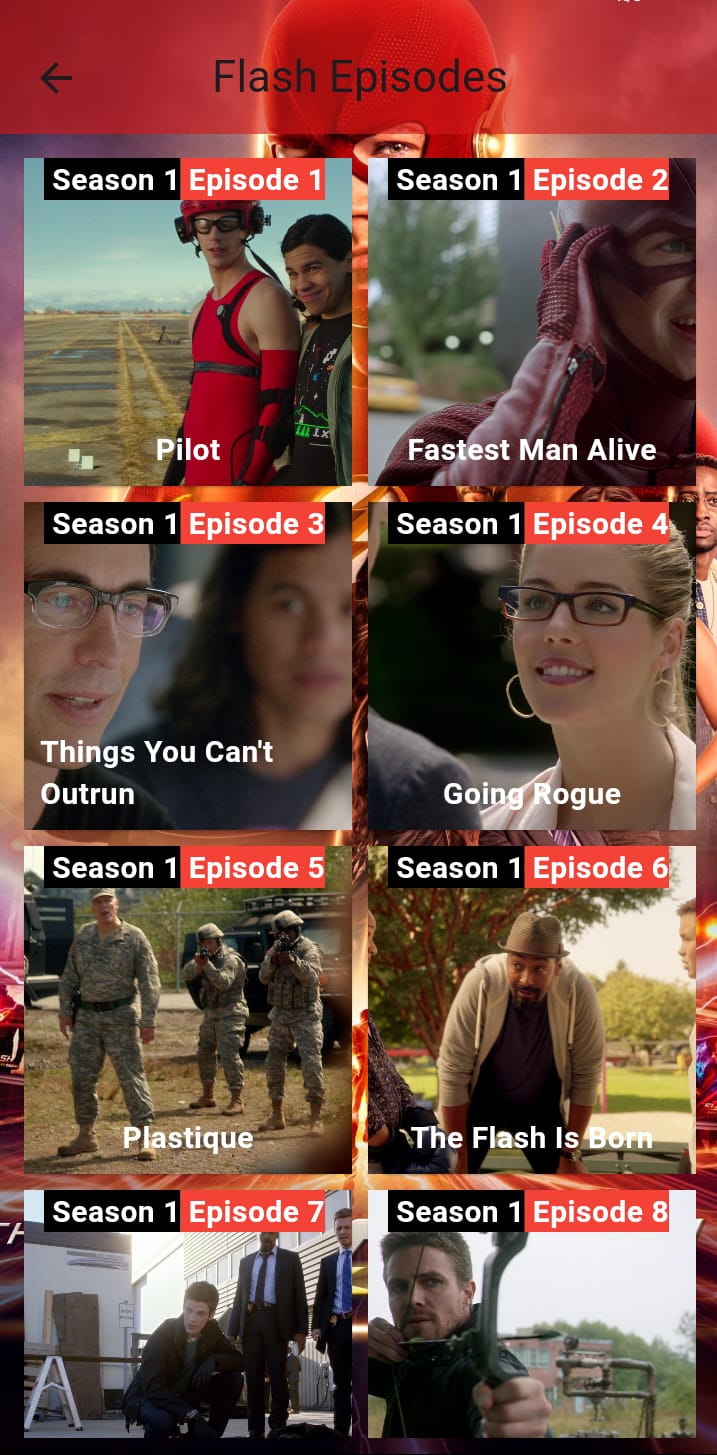 Flash Episodes
Season 1 Episode 1
Pilot
Season 1 Episode 2
Fastest Man Alive
Season 1 Episode 3
Things You Can't
Outrun
Season 1 Episode 4
Going Rogue
Season 1 Episode 5
Plastique
Season 1 Episode 6
The Flash Is Born
Season 1 Episode 7
Season 1 Episode 8